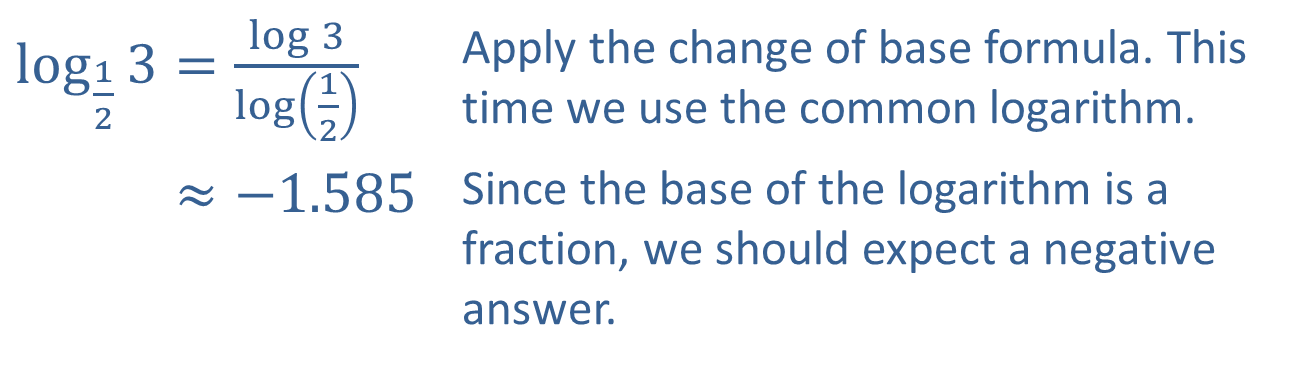 log_{1/2} 3 = log 3 / log(1/2)
Apply the change of base formula. This
time we use the common logarithm.
≈ −1.585
Since the base of the logarithm is a
fraction, we should expect a negative
answer.